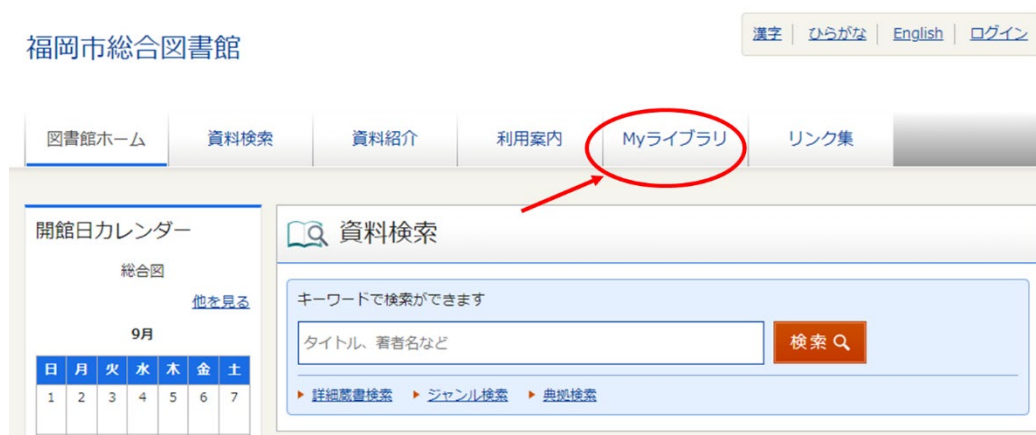 福岡市総合図書館
漢字 ひらがな English ログイン
図書館ホーム 資料検索 資料紹介 利用案内 Myライブラリ リンク集
開館日カレンダー
総合図
他を見る
9月
日 月 火 水 木 金 土
1 2 3 4 5 6 7
資料検索
キーワードで検索ができます
タイトル、著者名など 検索
詳細蔵書検索 ジャンル検索 典拠検索